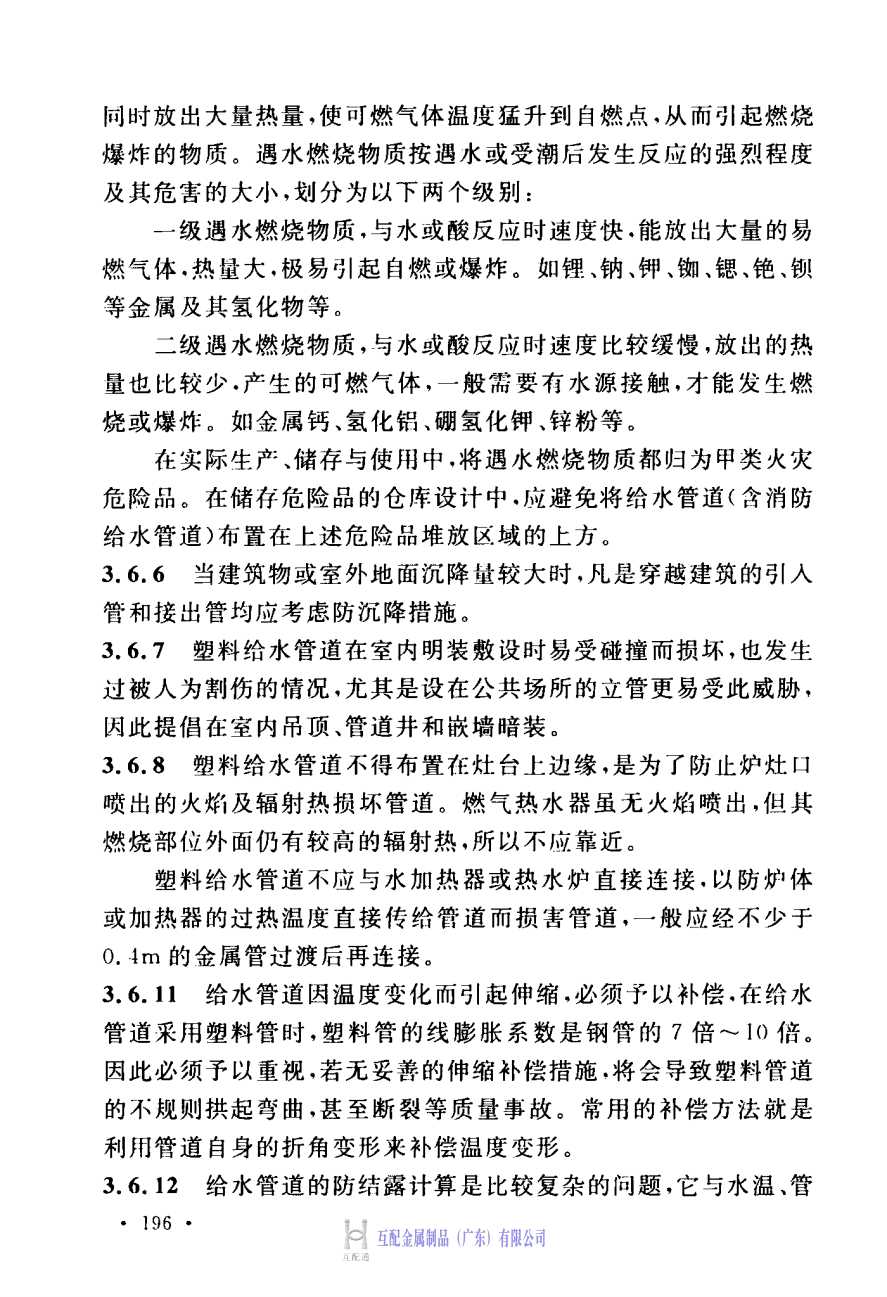 同时放出大量热量,使可燃气体温度猛升到自燃点,从而引起燃烧
爆炸的物质。遇水燃烧物质按遇水或受潮后发生反应的强烈程度
及其危害的大小,划分为以下两个级别:
一级遇水燃烧物质,与水或酸反应时速度快,能放出大量的易
燃气体,热量大,极易引起自燃或爆炸。如锂、钠、钾、铷、锶、铯、钡
等金属及其氢化物等。
二级遇水燃烧物质,与水或酸反应时速度比较缓慢,放出的热
量也比较少,产生的可燃气体,一般需要有水源接触,才能发生燃
烧或爆炸。如金属钙、氢化铝、硼氢化钾、锌粉等。
在实际生产、储存与使用中,将遇水燃烧物质都归为甲类火灾
危险品。在储存危险品的仓库设计中,应避免将给水管道(含消防
给水管道)布置在上述危险品堆放区域的上方。
3.6.6 当建筑物或室外地面沉降量较大时,凡是穿越建筑的引入
管和接出管均应考虑防沉降措施。
3.6.7 塑料给水管道在室内明装敷设时易受碰撞而损坏,也发生
过被人为割伤的情况,尤其是设在公共场所的立管更易受此威胁,
因此提倡在室内吊顶、管道井和嵌墙暗装。
3.6.8 塑料给水管道不得布置在灶台上边缘,是为了防止炉灶口
喷出的火焰及辐射热损坏管道。燃气热水器虽无火焰喷出,但其
燃烧部位外面仍有较高的辐射热,所以不应靠近。
塑料给水管道不应与水加热器或热水炉直接连接,以防炉体
或加热器的过热温度直接传给管道而损害管道,一般应经不少于
0.4m 的金属管过渡后再连接。
3.6.11 给水管道因温度变化而引起伸缩,必须予以补偿,在给水
管道采用塑料管时,塑料管的线膨胀系数是钢管的 7 倍~10 倍。
因此必须予以重视,若无妥善的伸缩补偿措施,将会导致塑料管道
的不规则拱起弯曲,甚至断裂等质量事故。常用的补偿方法就是
利用管道自身的折角变形来补偿温度变形。
3.6.12 给水管道的防结露计算是比较复杂的问题,它与水温、管
· 196 ·
互配金属制品(广东)有限公司
互配通